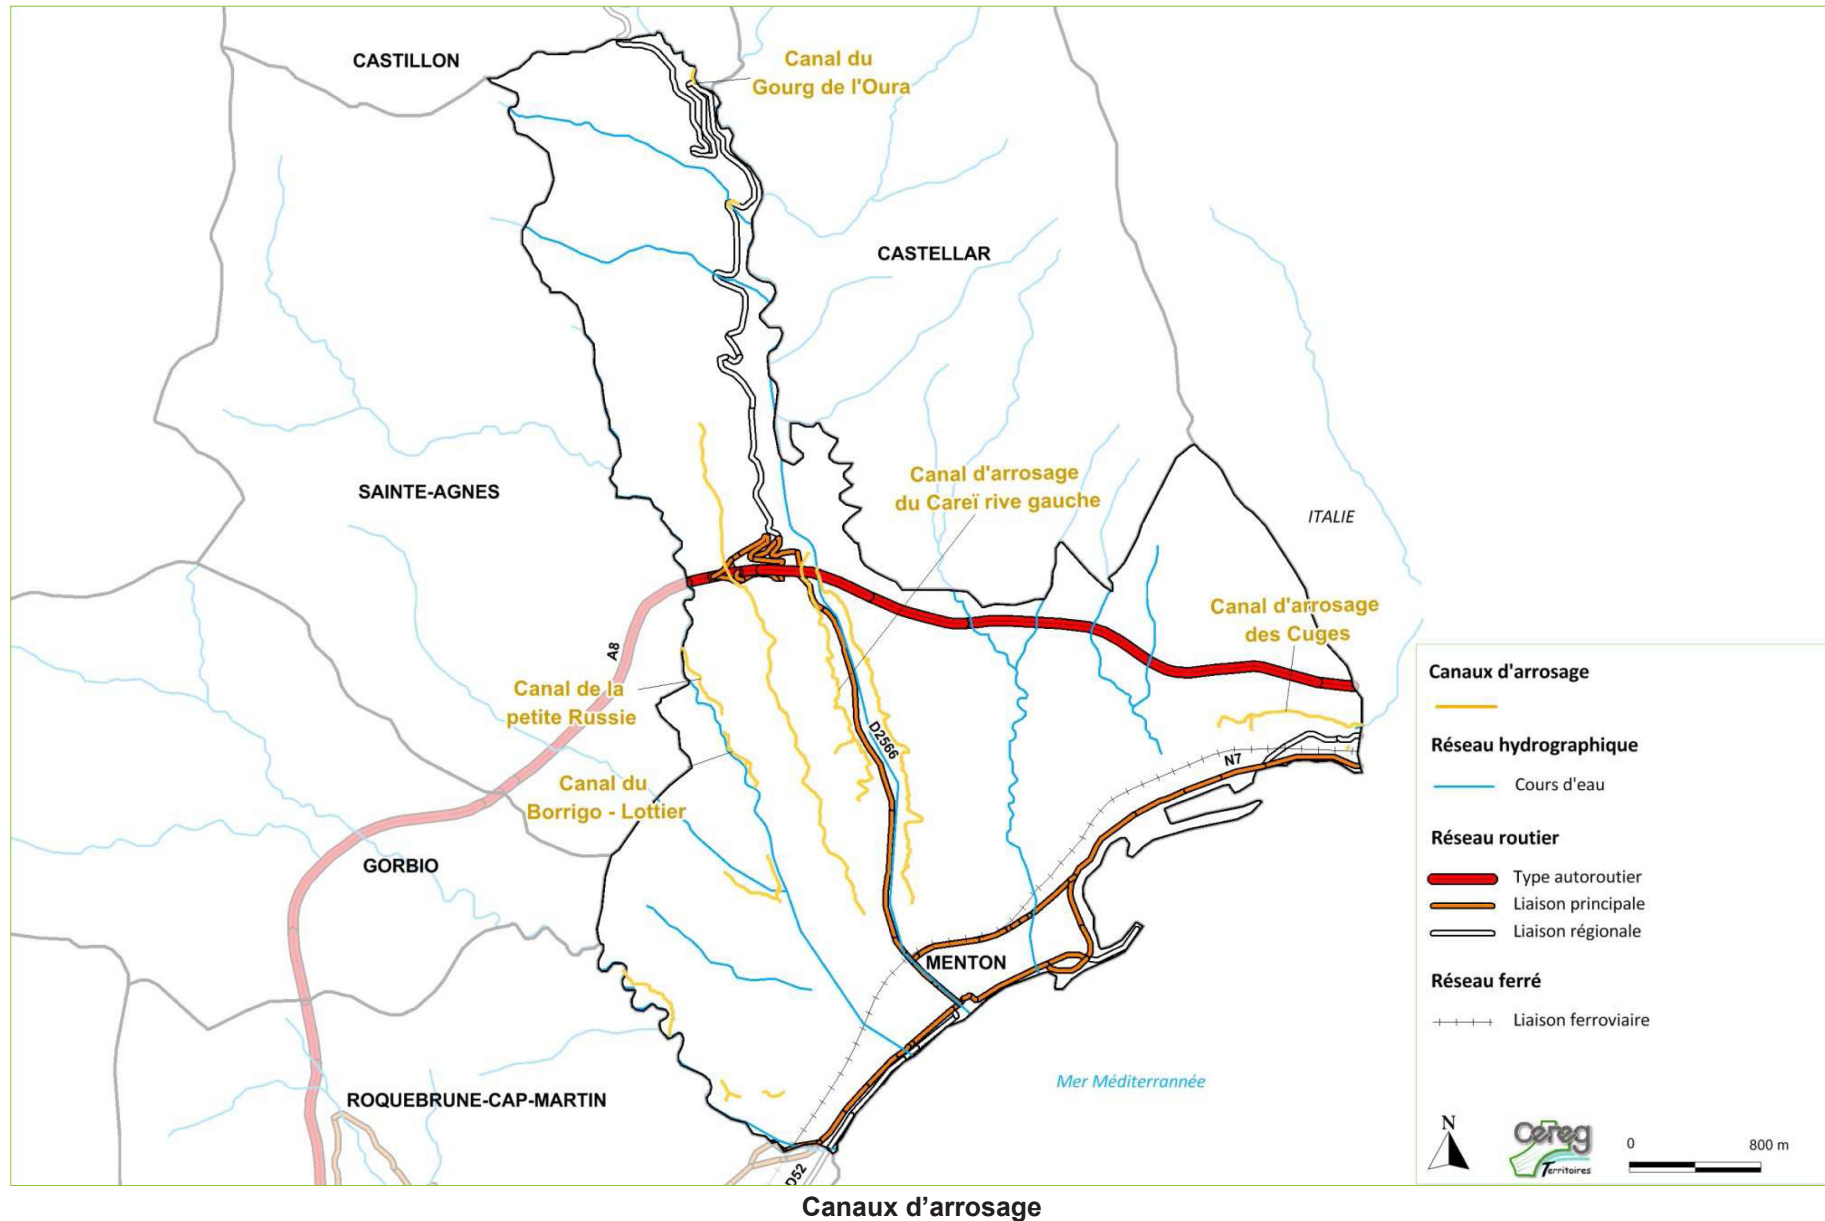 CASTILLON
Canal du
Gourg de l'Oura
CASTELLAR
SAINTE-AGNES
Canal d'arrosage
du Careï rive gauche
ITALIE
Canal d'arrosage
des Cuges
A8
Canal de la
petite Russie
D2566
N7
Canal du
Borrigo - Lottier
GORBIO
MENTON
Mer Méditerrannée
ROQUEBRUNE-CAP-MARTIN
D52
Canaux d'arrosage
Réseau hydrographique
Cours d'eau
Réseau routier
Type autoroutier
Liaison principale
Liaison régionale
Réseau ferré
Liaison ferroviaire
N
Cereg
Territoires
0 800 m
Canaux d'arrosage